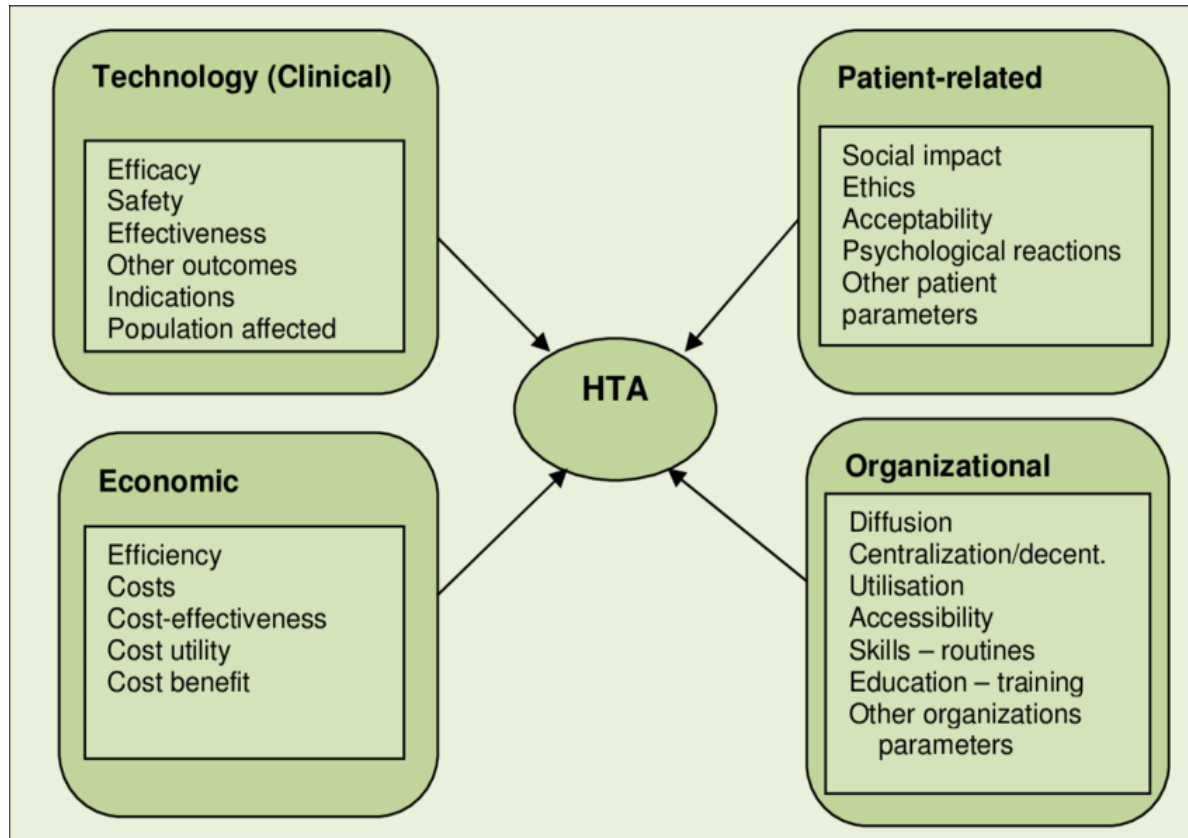 Technology (Clinical)
Efficacy
Safety
Effectiveness
Other outcomes
Indications
Population affected
Patient-related
Social impact
Ethics
Acceptability
Psychological reactions
Other patient
parameters
HTA
Economic
Efficiency
Costs
Cost-effectiveness
Cost utility
Cost benefit
Organizational
Diffusion
Centralization/decent.
Utilisation
Accessibility
Skills – routines
Education – training
Other organizations
parameters